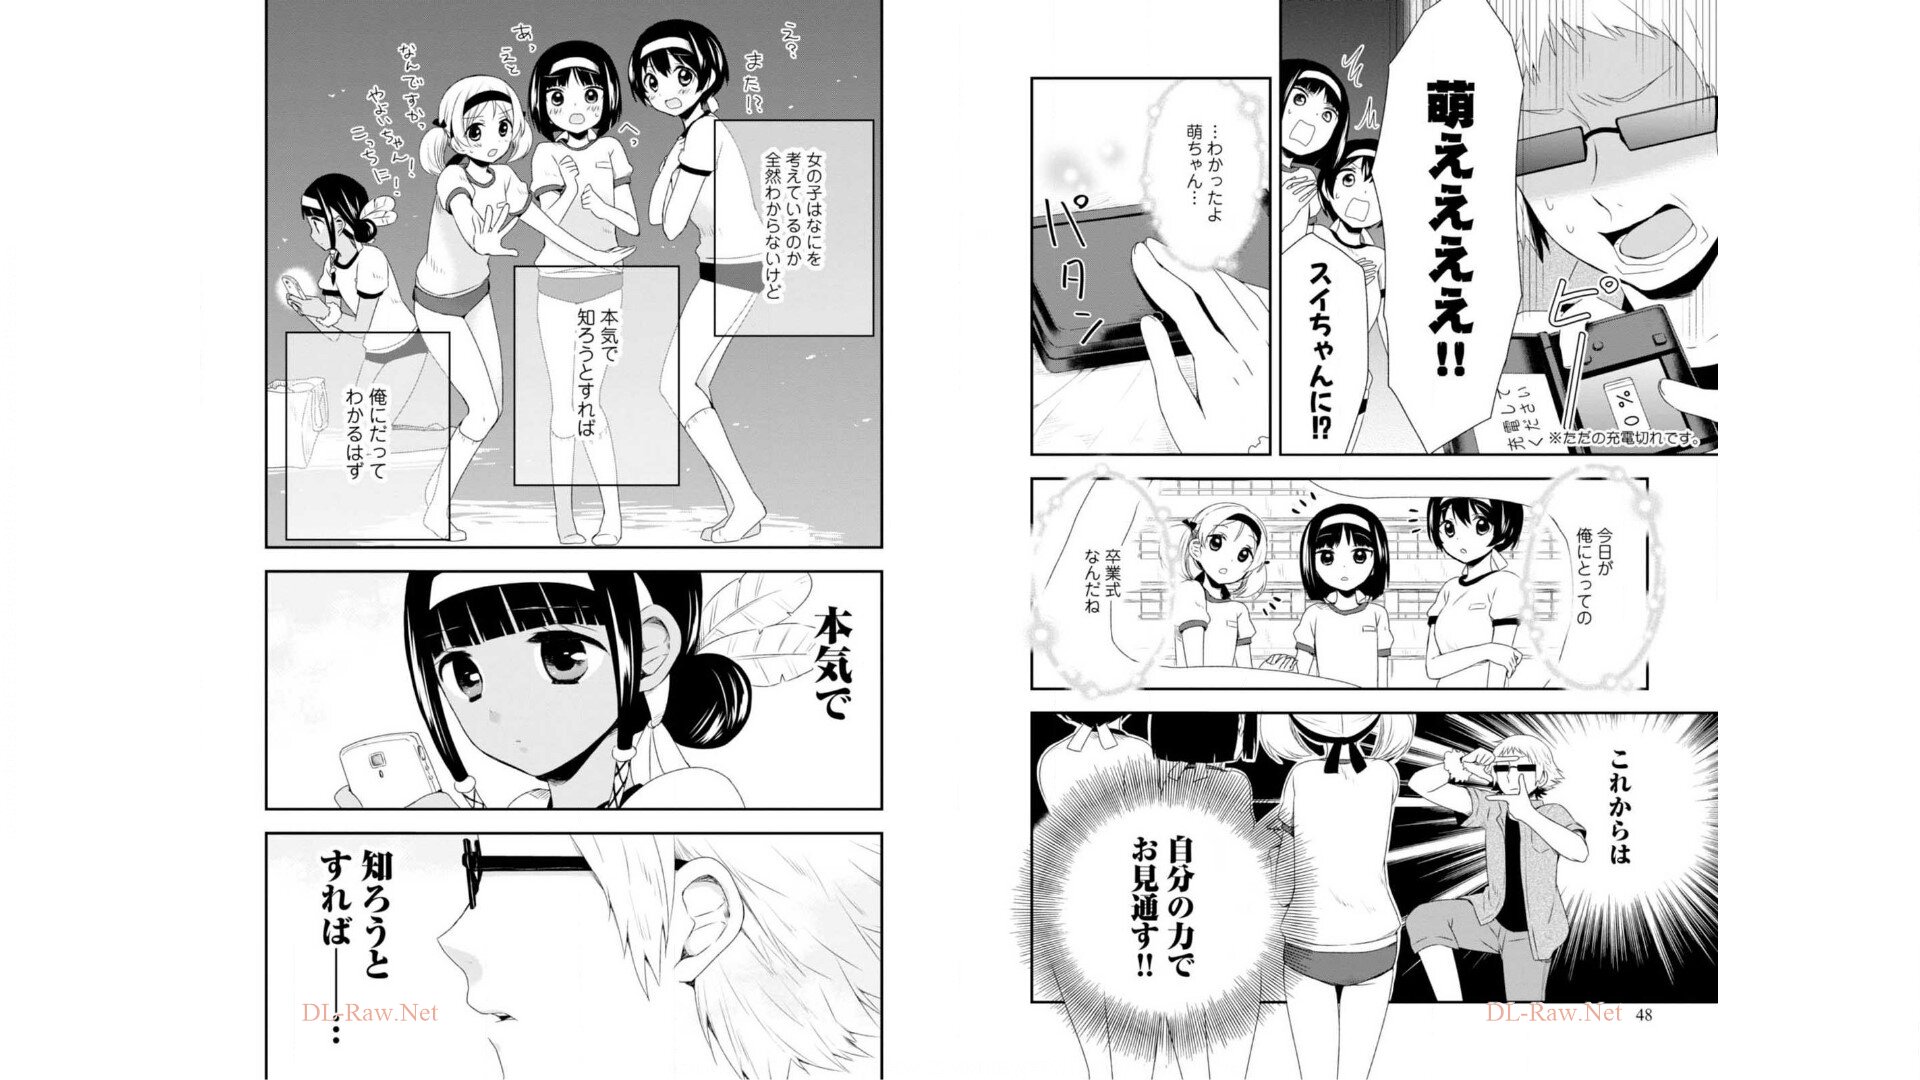 萌ええええええ!!
スイちゃんに!?
ピ
0%
充電して
ください
※ただの充電切れです。
…わかったよ
萌ちゃん…
パタン
今日が
俺にとっての
卒業式
なんだね
これからは
自分の力で
お見通す!!
DL-Raw.Net
48
え?
また!?
へっ
あっ
えと
なんですかっ
やよいちゃん!
こっちに!
女の子はなにを
考えているのか
全然わからないけど
本気で
知ろうとすれば
俺にだって
わかるはず
本気で
知ろうと
すれば――…
DL-Raw.Net